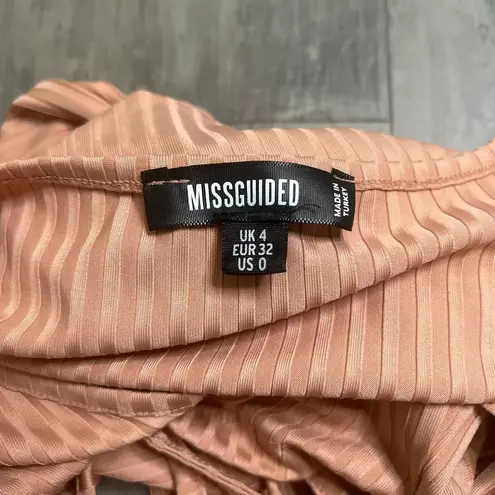 MISSGUIDED
MADE IN
TURKEY
UK 4
EUR 32
US 0